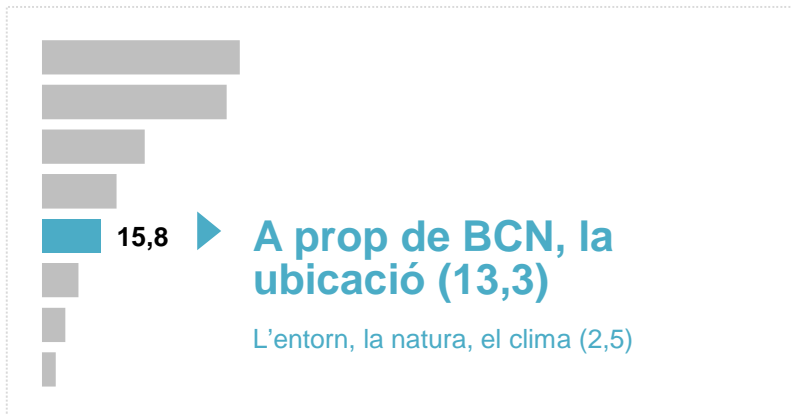 15,8
A prop de BCN, la
ubicació (13,3)
L’entorn, la natura, el clima (2,5)